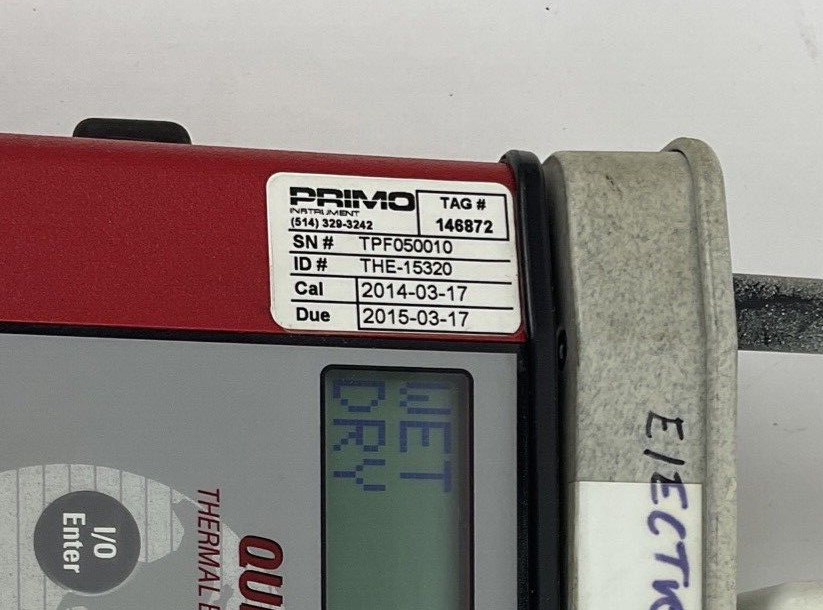 PRIMO
INSTRUMENT
(514) 329-3242
TAG #
146872
SN # TPF050010
ID # THE-15320
Cal 2014-03-17
Due 2015-03-17
WET
DRY
I/O
Enter
THERMAL